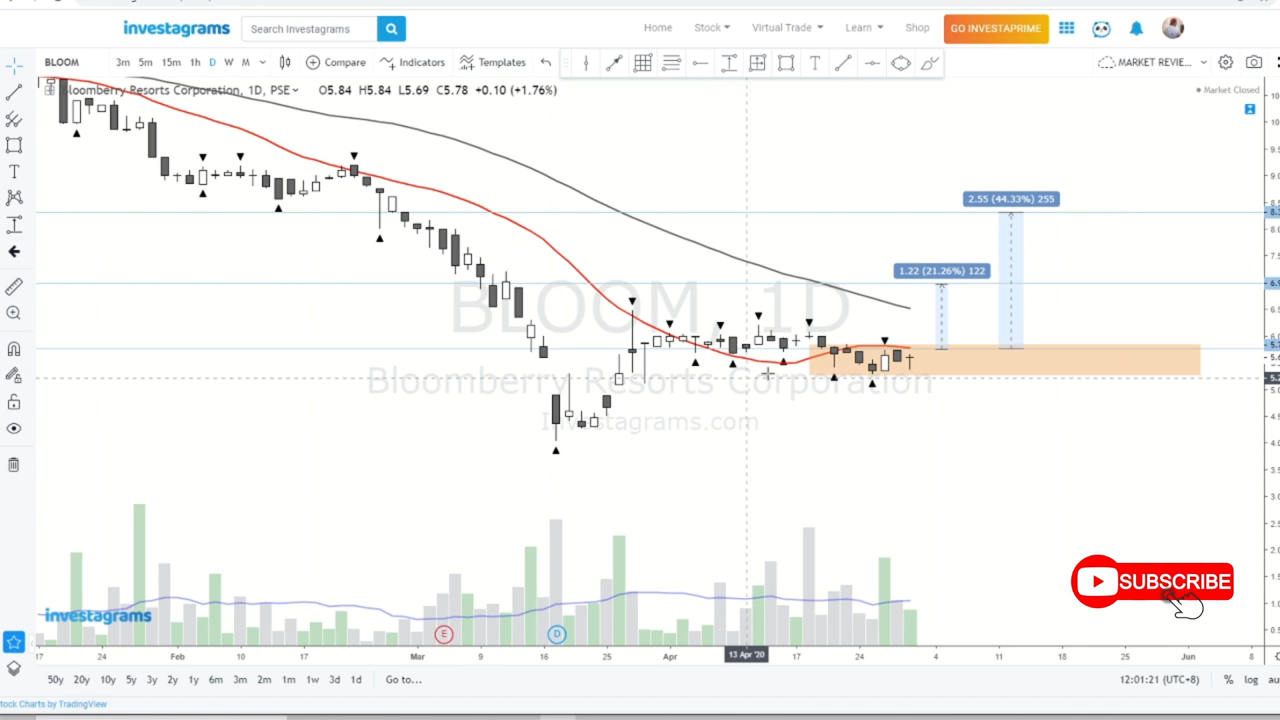 investagrams Search Investagrams Home Stock Virtual Trade Learn Shop GO INVESTAPRIME
BLOOM 3m 5m 15m 1h D W M Compare Indicators Templates MARKET REVIE...
Bloomberry Resorts Corporation, 1D, PSE O5.84 H5.84 L5.69 C5.78 +0.10 (+1.76%)
Market Closed
2.55 (44.33%) 255
1.22 (21.26%) 122
BLOOM, 1D
Bloomberry Resorts Corporation
Investagrams.com
SUBSCRIBE
investagrams
E D
17 24 Feb 10 17 Mar 9 16 25 Apr 13 Apr '20 17 24 4 11 18 25 Jun 8
50y 20y 10y 5y 3y 2y 1y 6m 3m 2m 1m 1w 3d 1d Go to... 12:01:21 (UTC+8) % log
tock Charts by TradingView